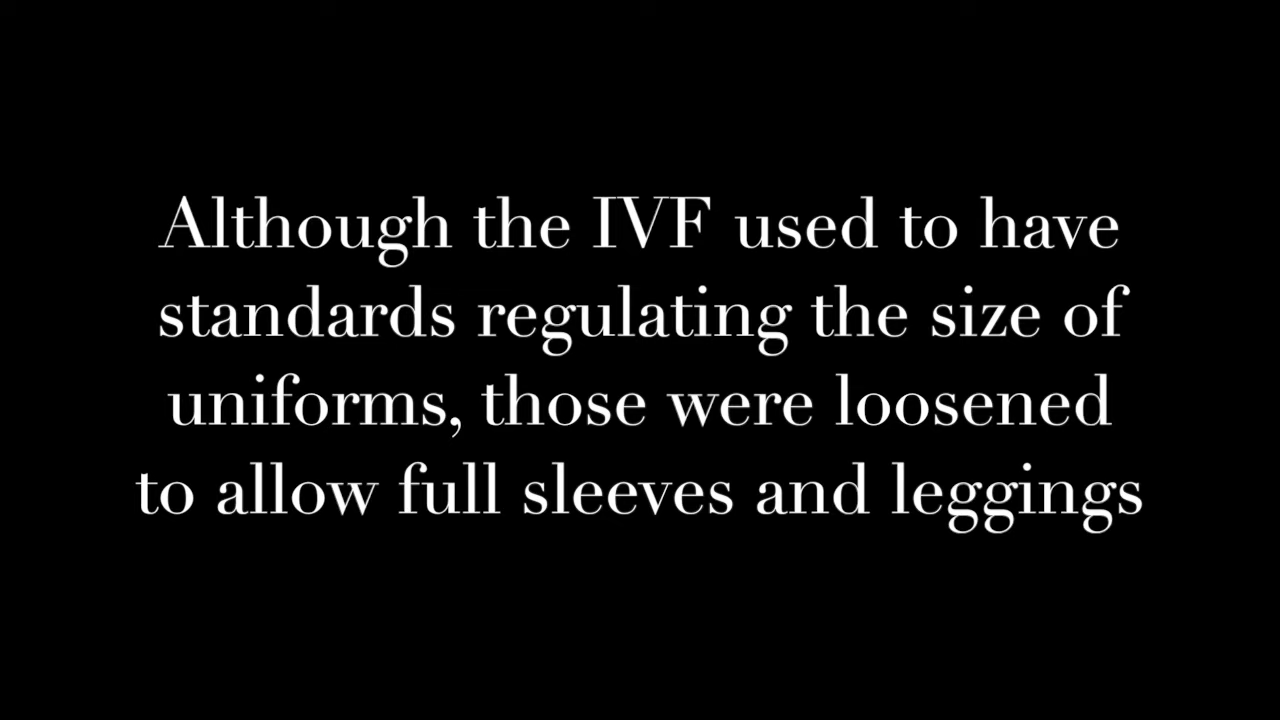 Although the IVF used to have
standards regulating the size of
uniforms, those were loosened
to allow full sleeves and leggings